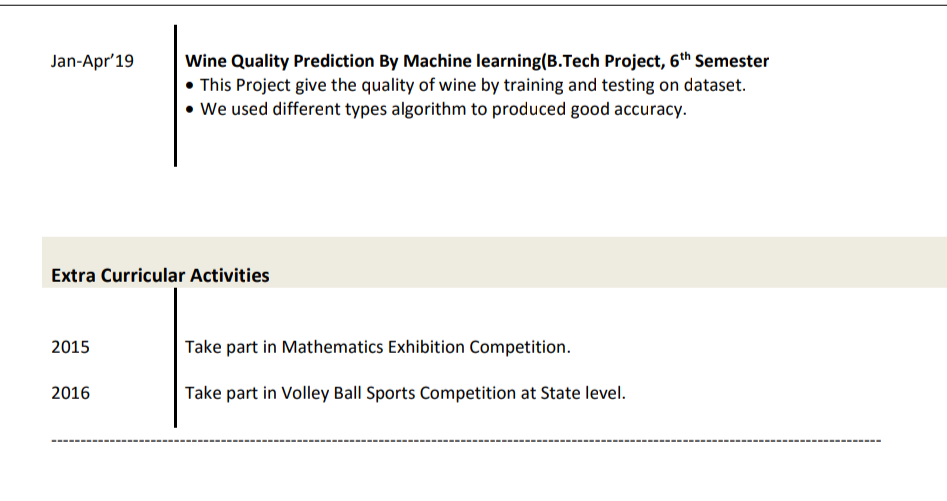 Jan-Apr’19 Wine Quality Prediction By Machine learning(B.Tech Project, 6th Semester
• This Project give the quality of wine by training and testing on dataset.
• We used different types algorithm to produced good accuracy.
Extra Curricular Activities
2015 Take part in Mathematics Exhibition Competition.
2016 Take part in Volley Ball Sports Competition at State level.